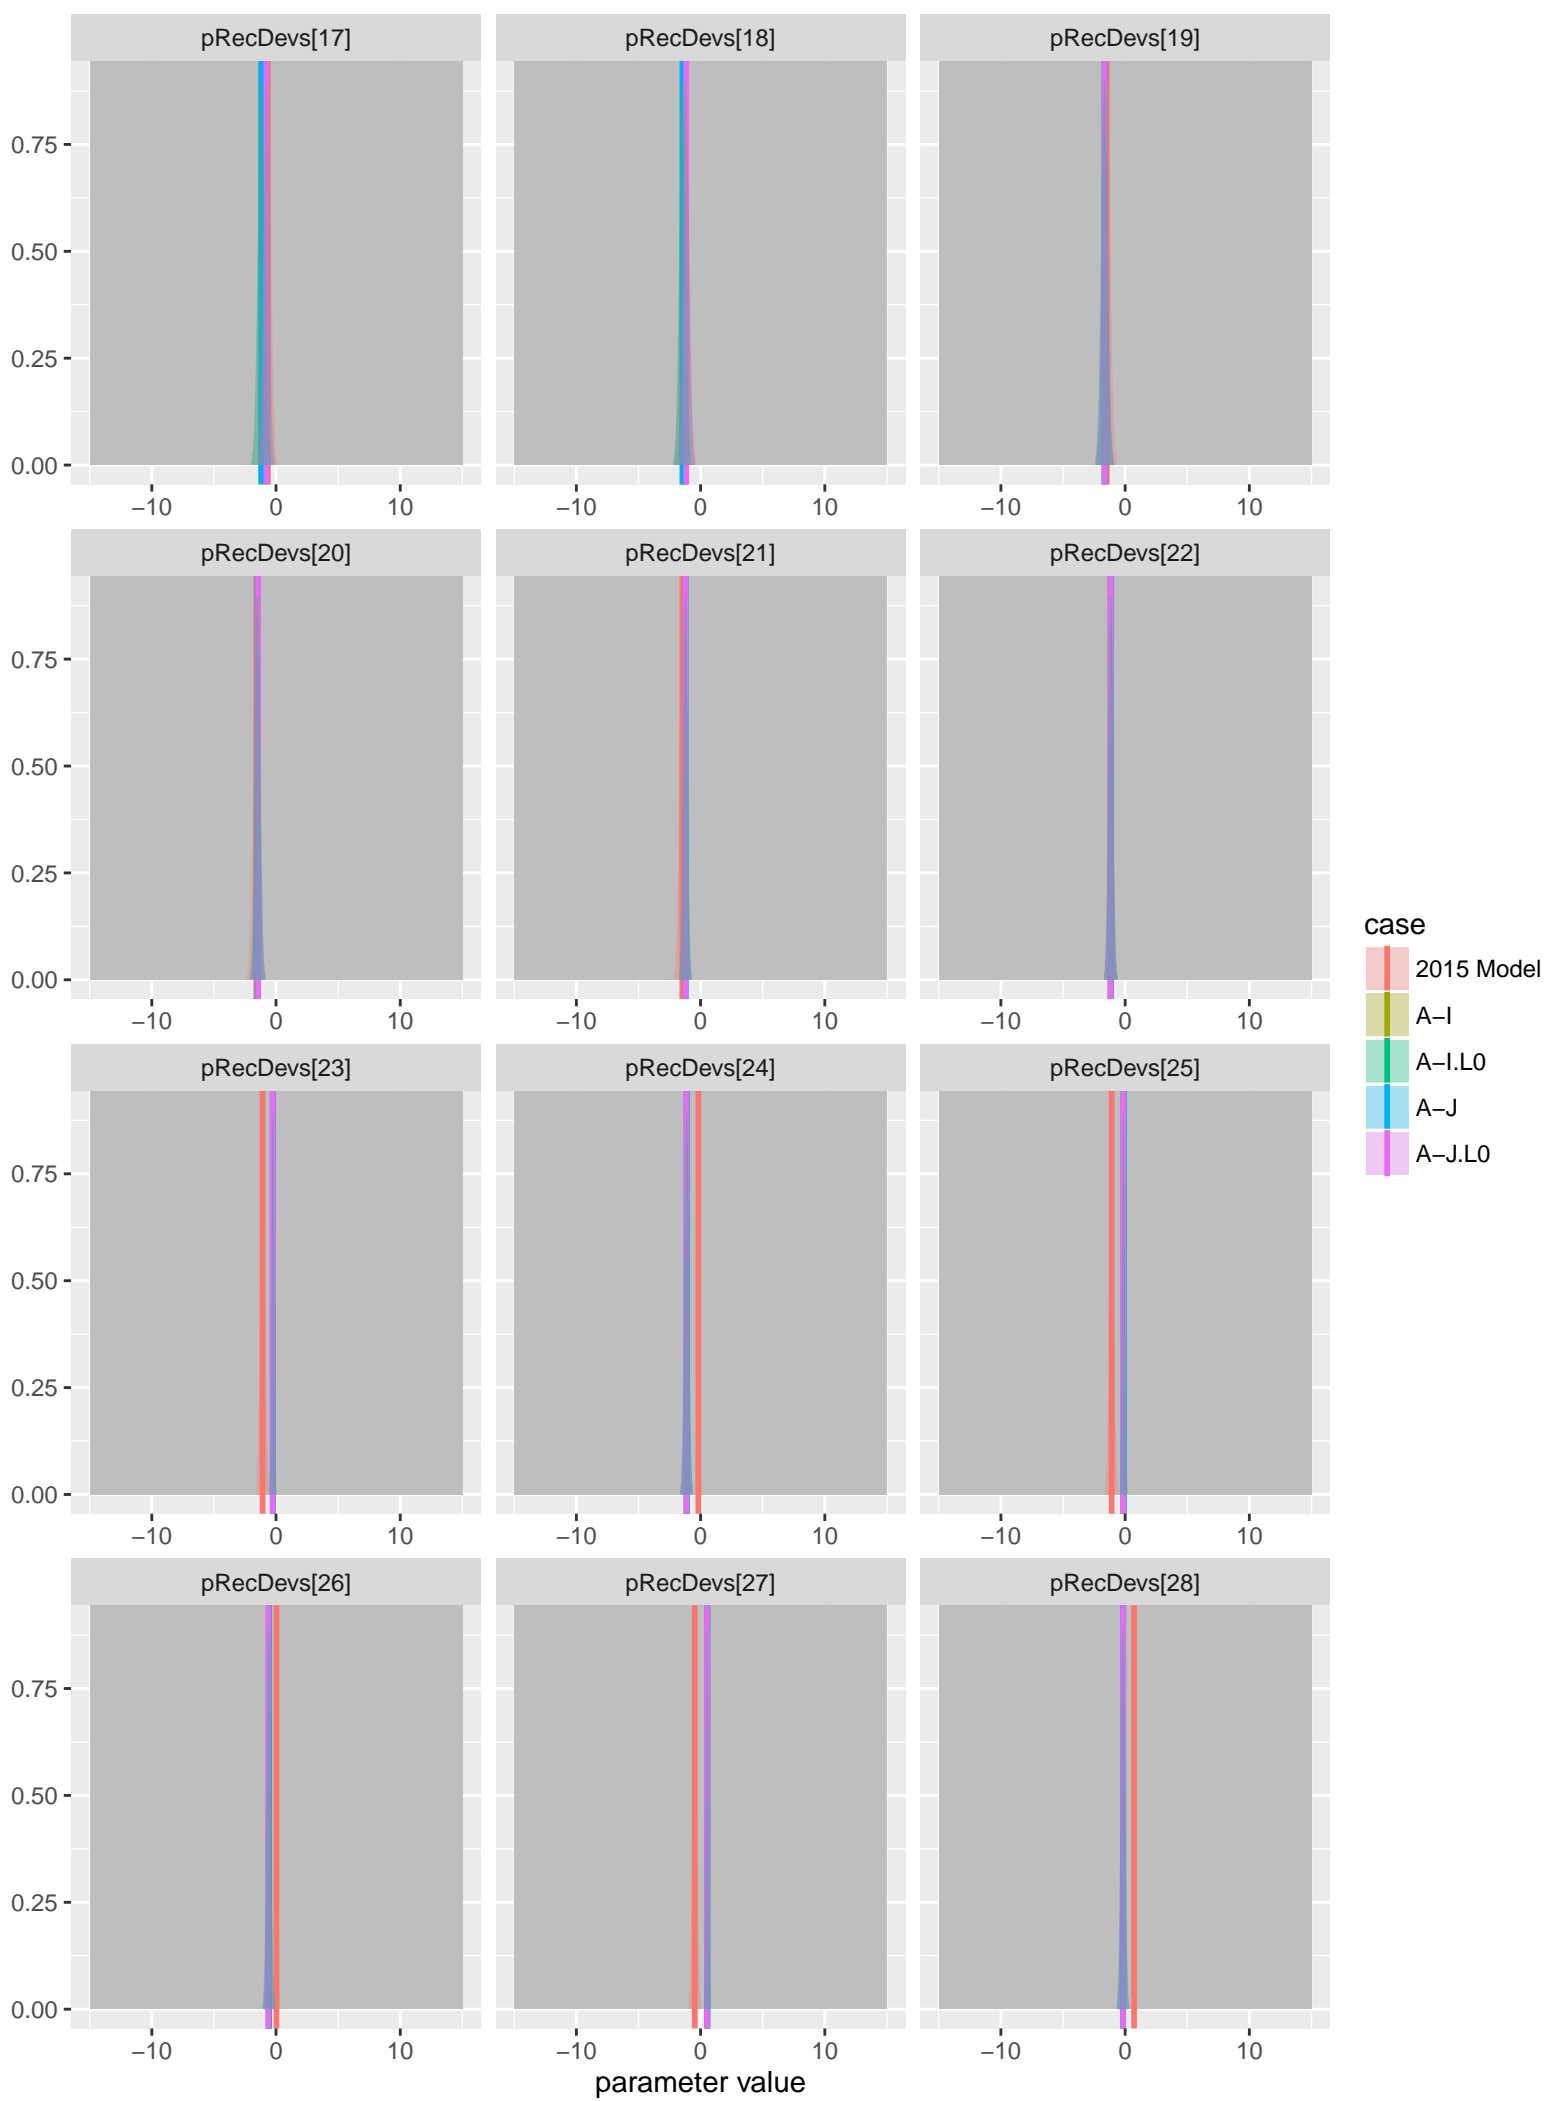 pRecDevs[17] pRecDevs[18] pRecDevs[19]
0.75
0.50
0.25
0.00
−10 0 10 −10 0 10 −10 0 10
pRecDevs[20] pRecDevs[21] pRecDevs[22]
0.75
0.50
0.25
0.00
−10 0 10 −10 0 10 −10 0 10
pRecDevs[23] pRecDevs[24] pRecDevs[25]
0.75
0.50
0.25
0.00
−10 0 10 −10 0 10 −10 0 10
pRecDevs[26] pRecDevs[27] pRecDevs[28]
0.75
0.50
0.25
0.00
−10 0 10 −10 0 10 −10 0 10
parameter value
case
2015 Model
A−I
A−I.L0
A−J
A−J.L0